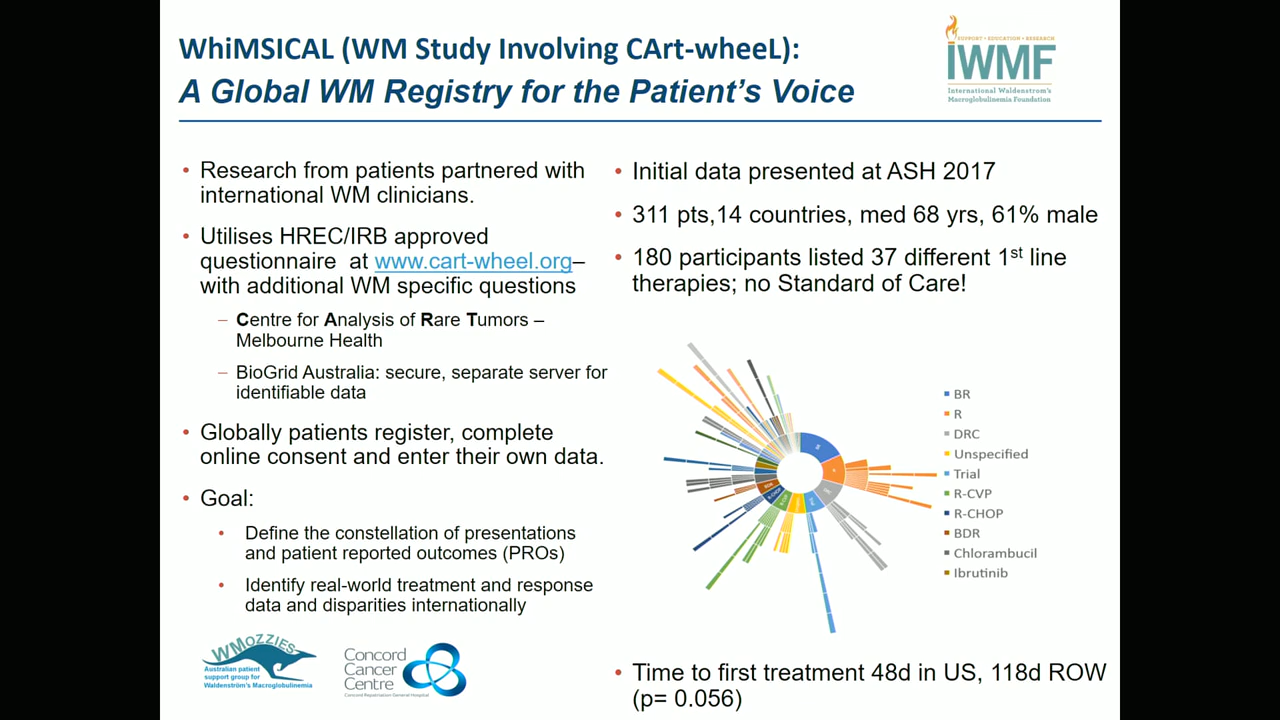 WhiMSICAL (WM Study Involving CArt-wheeL):
A Global WM Registry for the Patient's Voice
SUPPORT • EDUCATION • RESEARCH
IWMF
International Waldenstrom's
Macroglobulinemia Foundation
• Research from patients partnered with
international WM clinicians.
• Utilises HREC/IRB approved
questionnaire at www.cart-wheel.org–
with additional WM specific questions
– Centre for Analysis of Rare Tumors –
Melbourne Health
– BioGrid Australia: secure, separate server for
identifiable data
• Globally patients register, complete
online consent and enter their own data.
• Goal:
• Define the constellation of presentations
and patient reported outcomes (PROs)
• Identify real-world treatment and response
data and disparities internationally
WMOZZIES
Australian patient
support group for
Waldenström's Macroglobulinemia
Concord
Cancer
Centre
Concord Repatriation General Hospital
• Initial data presented at ASH 2017
• 311 pts,14 countries, med 68 yrs, 61% male
• 180 participants listed 37 different 1st line
therapies; no Standard of Care!
BR
R
DRC
Unspecified
Trial
R-CVP
R-CHOP
BDR
Chlorambucil
Ibrutinib
• Time to first treatment 48d in US, 118d ROW
(p= 0.056)